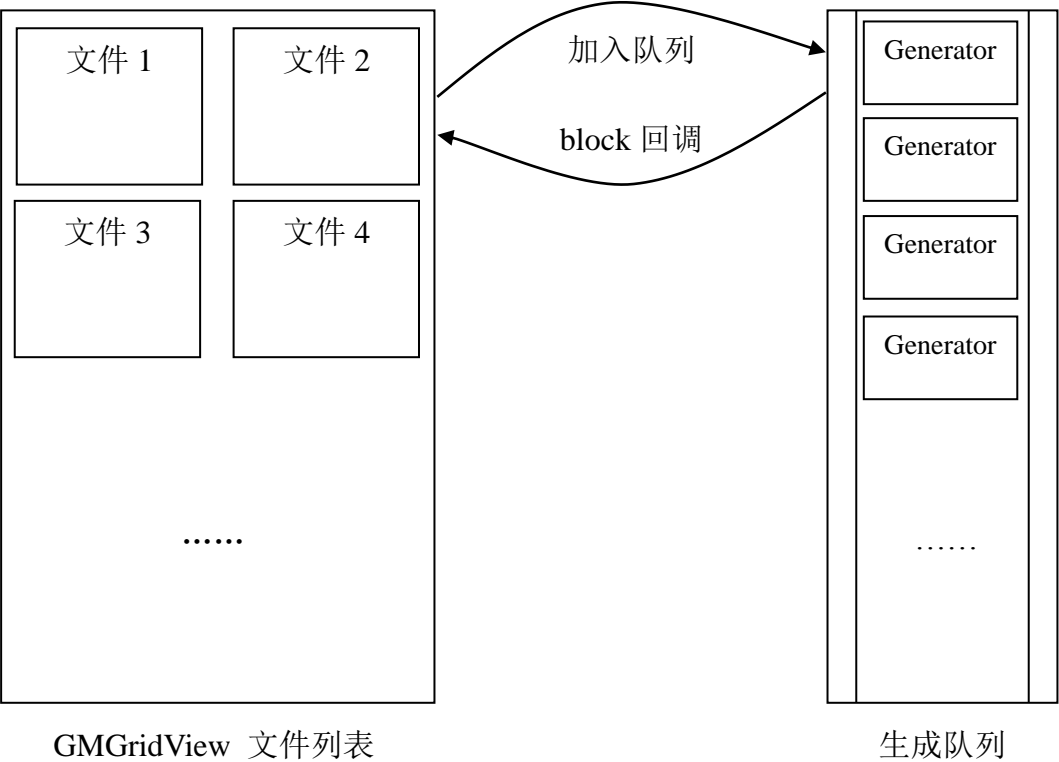 文件 1
文件 2
文件 3
文件 4
……
GMGridView 文件列表
加入队列
block 回调
Generator
Generator
Generator
Generator
……
生成队列